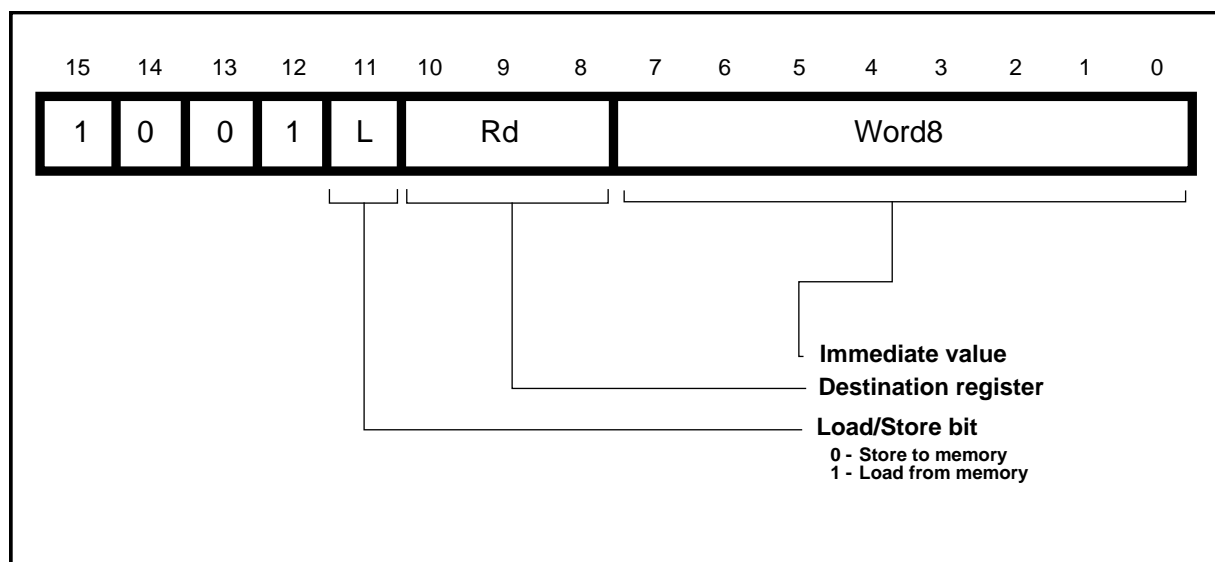 15 14 13 12 11 10 9 8 7 6 5 4 3 2 1 0
1 0 0 1 L Rd Word8
Immediate value
Destination register
Load/Store bit
0 - Store to memory
1 - Load from memory